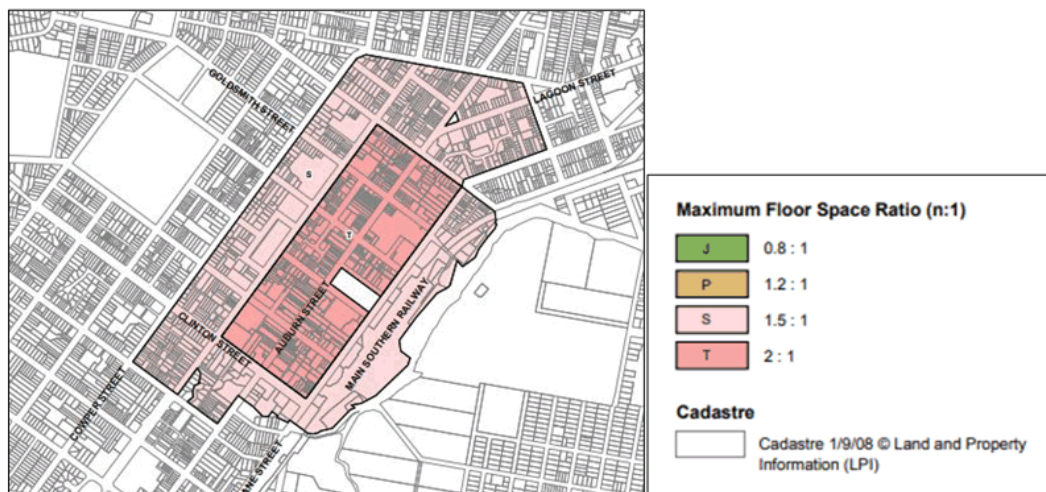 GOLDSMITH STREET
LAGOON STREET
S
T
AUBURN STREET
MAIN SOUTHERN RAILWAY
CLINTON STREET
COWPER STREET
ANE STREET
Maximum Floor Space Ratio (n:1)
J 0.8 : 1
P 1.2 : 1
S 1.5 : 1
T 2 : 1
Cadastre
Cadastre 1/9/08 © Land and Property
Information (LPI)